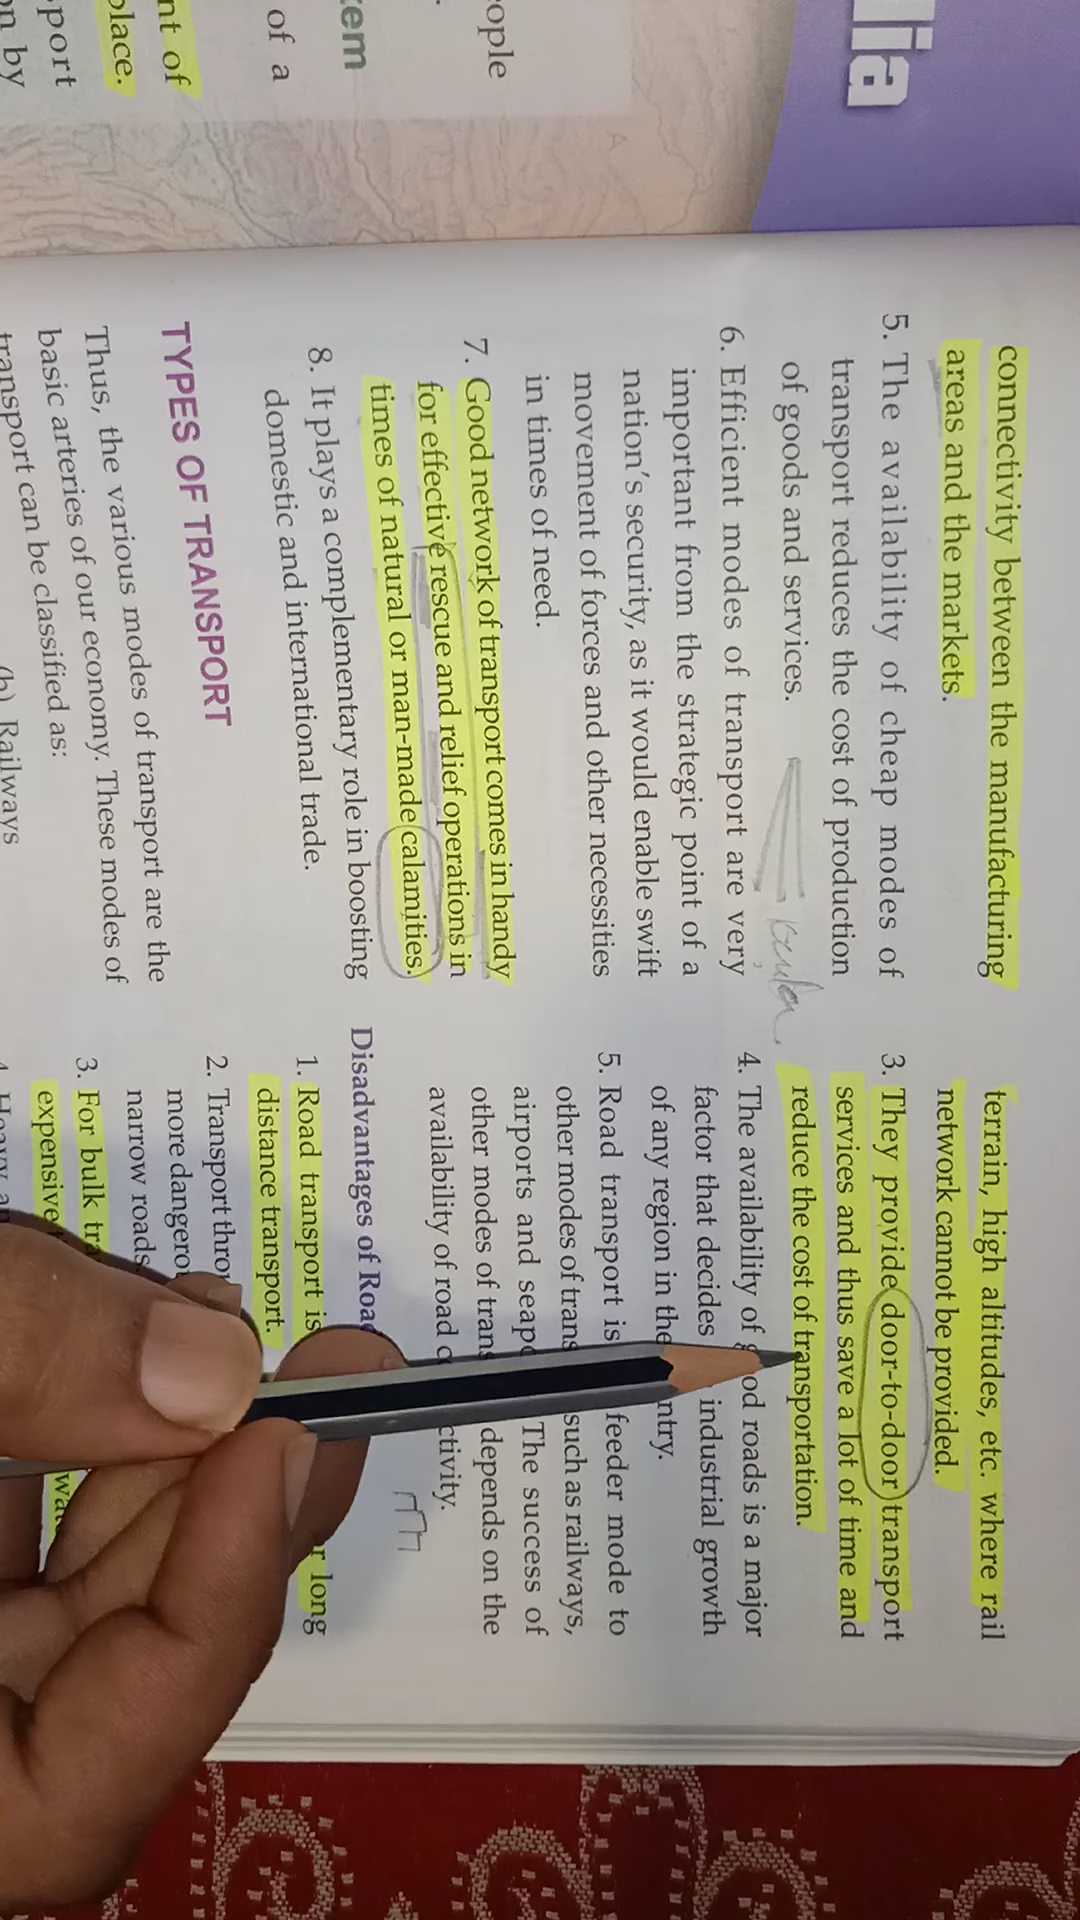 connectivity between the manufacturing
areas and the markets.
5. The availability of cheap modes of
transport reduces the cost of production
of goods and services.
6. Efficient modes of transport are very
important from the strategic point of a
nation's security, as it would enable swift
movement of forces and other necessities
in times of need.
7. Good network of transport comes in handy
for effective rescue and relief operations in
times of natural or man-made calamities.
8. It plays a complementary role in boosting
domestic and international trade.
TYPES OF TRANSPORT
Thus, the various modes of transport are the
basic arteries of our economy. These modes of
transport can be classified as:
(b) Railways
terrain, high altitudes, etc. where rail
network cannot be provided.
3. They provide door-to-door transport
services and thus save a lot of time and
reduce the cost of transportation.
4. The availability of good roads is a major
factor that decides industrial growth
of any region in the
5. Road transport is feeder mode to
other modes of such as railways,
airports and The success of
other modes of depends on the
availability of road
Disadvantages of
1. Road transport is long
distance transport.
2. Transport
more
narrow roads
3. For bulk
expensive
ople
em
of a
nt of
place.
port
n by